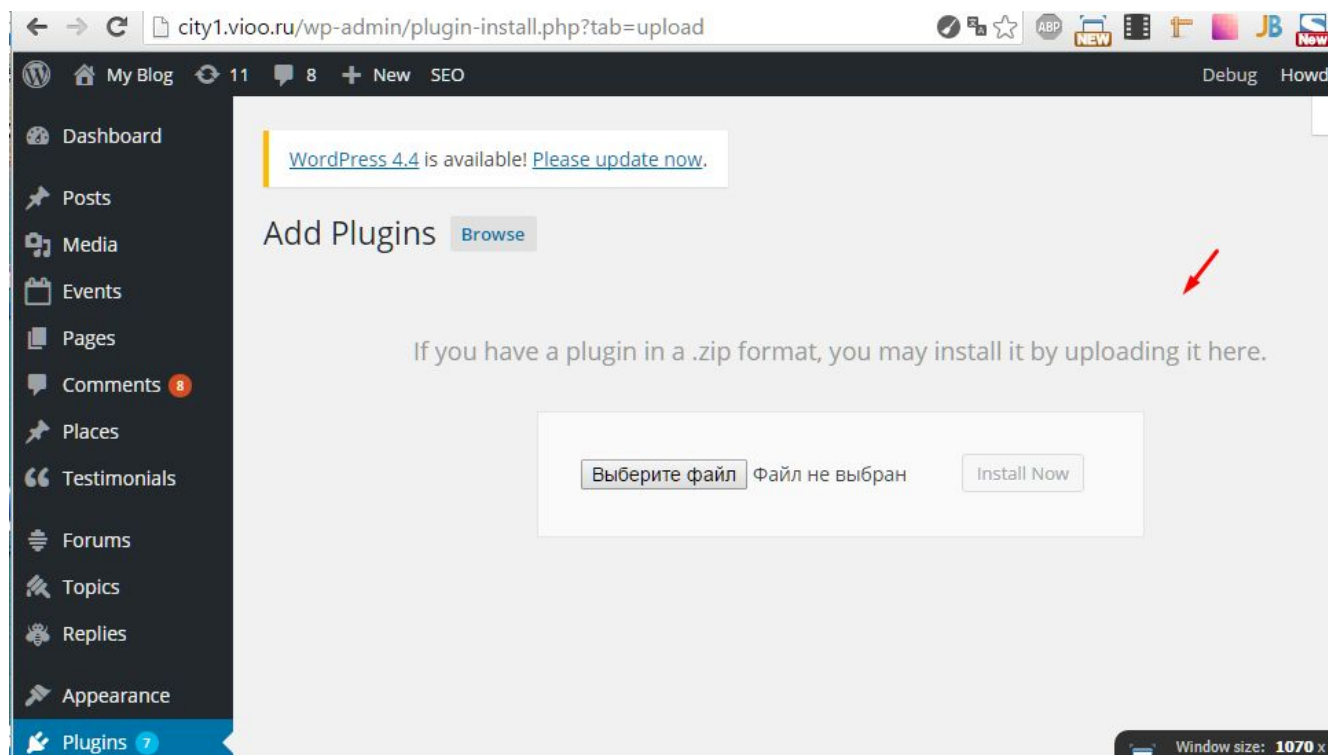 city1.vioo.ru/wp-admin/plugin-install.php?tab=upload
ABP
NEW
JB
New
My Blog 11 8 + New SEO
Debug Howd
Dashboard
WordPress 4.4 is available! Please update now.
Posts
Add Plugins Browse
Media
Events
Pages
If you have a plugin in a .zip format, you may install it by uploading it here.
Comments 8
Places
Выберите файл Файл не выбран Install Now
Testimonials
Forums
Topics
Replies
Appearance
Plugins 7
Window size: 1070 x